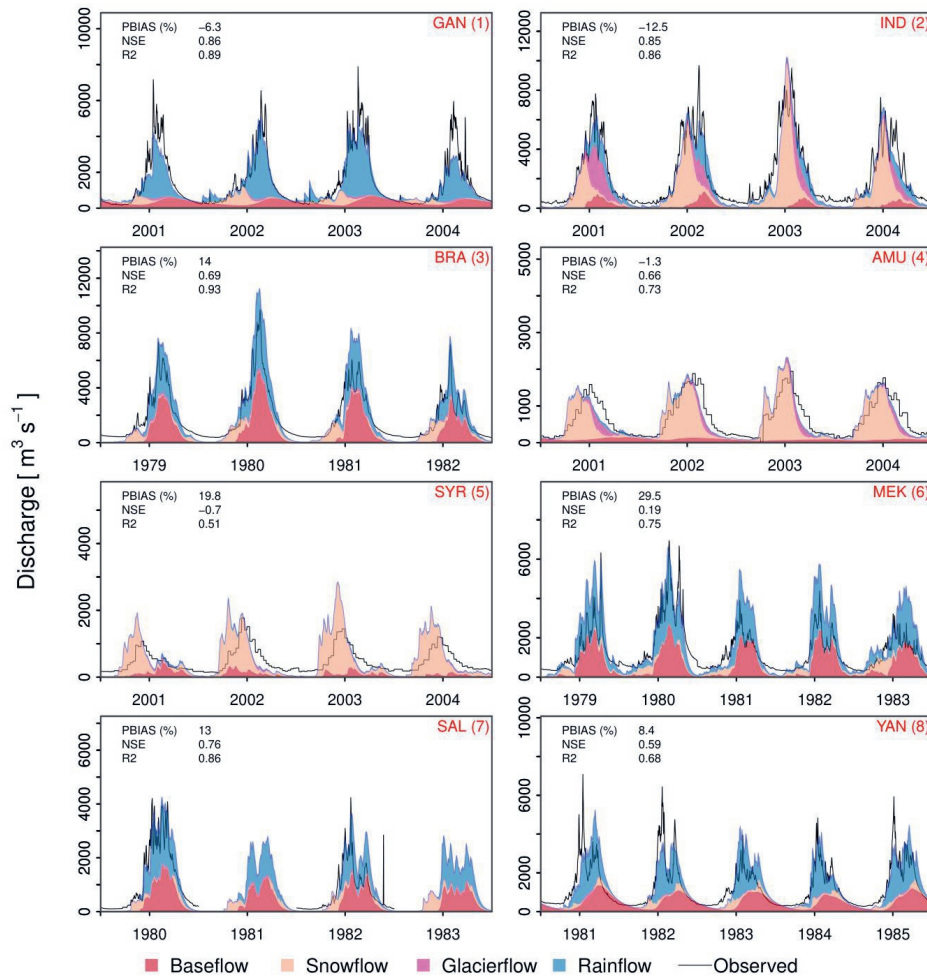 GAN (1)
PBIAS (%) −6.3
NSE 0.86
R2 0.89
0 2000 4000 6000 10000
2001 2002 2003 2004
IND (2)
PBIAS (%) −12.5
NSE 0.85
R2 0.86
0 4000 8000 12000
2001 2002 2003 2004
BRA (3)
PBIAS (%) 14
NSE 0.69
R2 0.93
0 4000 8000 12000
1979 1980 1981 1982
AMU (4)
PBIAS (%) −1.3
NSE 0.66
R2 0.73
0 1000 3000 5000
2001 2002 2003 2004
SYR (5)
PBIAS (%) 19.8
NSE −0.7
R2 0.51
0 2000 4000
2001 2002 2003 2004
MEK (6)
PBIAS (%) 29.5
NSE 0.19
R2 0.75
0 2000 6000
1979 1980 1981 1982 1983
SAL (7)
PBIAS (%) 13
NSE 0.76
R2 0.86
0 2000 4000 6000
1980 1981 1982 1983
YAN (8)
PBIAS (%) 8.4
NSE 0.59
R2 0.68
0 2000 4000 6000 10000
1981 1982 1983 1984 1985
Discharge [ m³ s⁻¹ ]
Baseflow Snowflow Glacierflow Rainflow Observed